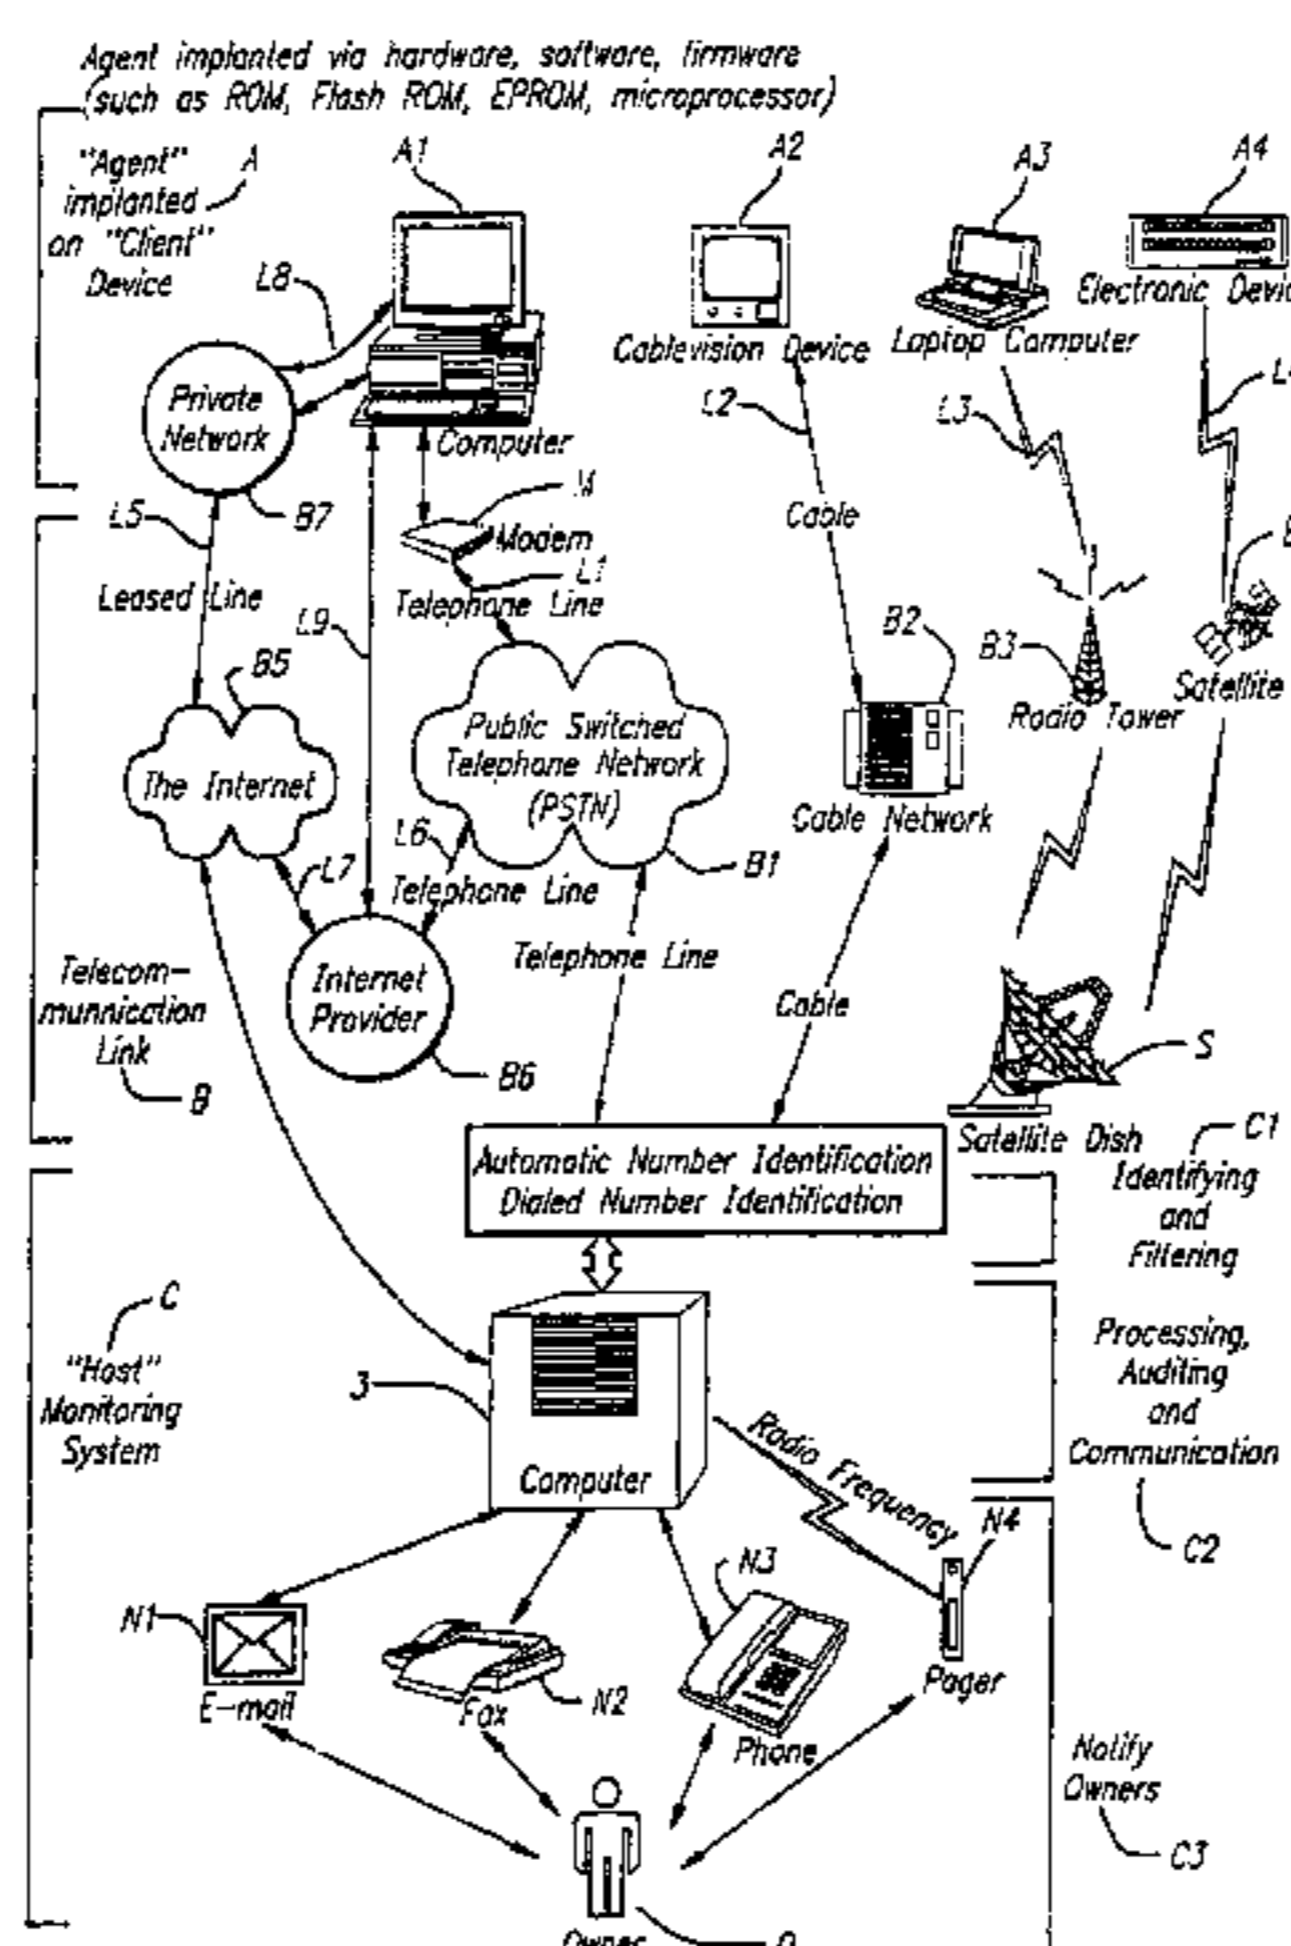 Agent implanted via hardware, software, firmware
(such as ROM, Flash ROM, EPROM, microprocessor)
"Agent"
implanted
on "Client"
Device
A
A1
A2
A3
A4
L8
Private
Network
Computer
Cablevision Device
Laptop Computer
Electronic
L2
L3
L5
B7
M
Modem
L1
Telephone Line
Cable
Leased Line
L9
B5
B2
B3
Radio Tower
Satellite
The Internet
Public Switched
Telephone Network
(PSTN)
Cable Network
L6
L7
B1
Telephone Line
Telephone Line
Internet
Provider
B6
Cable
Telecom-
munnication
Link
B
S
Satellite Dish
Automatic Number Identification
Dialed Number Identification
C1
Identifying
and
Filtering
C
"Host"
Monitoring
System
3
Computer
Processing,
Auditing
and
Communication
C2
Radio Frequency
N1
E-mail
N2
Fax
N3
Phone
N4
Pager
Notify
Owners
C3
Owner